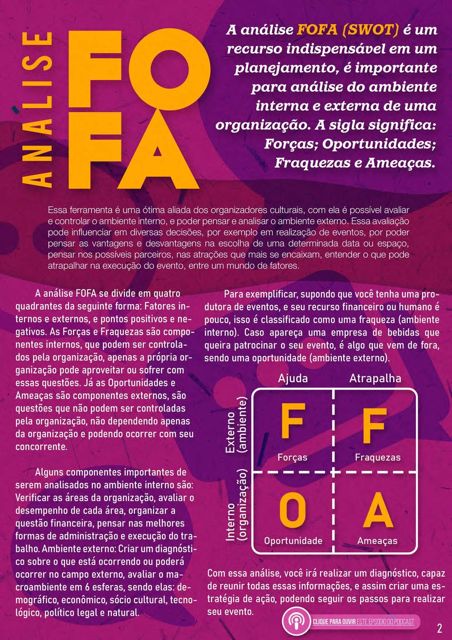 ANÁLISE
FO
FA
A análise FOFA (SWOT) é um
recurso indispensável em um
planejamento, é importante
para análise do ambiente
interna e externa de uma
organização. A sigla significa:
Forças; Oportunidades;
Fraquezas e Ameaças.
Essa ferramenta é uma ótima aliada dos organizadores culturais, com ela é possível avaliar
e controlar o ambiente interno, e poder pensar e analisar o ambiente externo. Essa avaliação
pode influenciar em diversas decisões, por exemplo em realização de eventos, por poder
pensar as vantagens e desvantagens na escolha de uma determinada data ou espaço,
pensar nos possíveis parceiros, nas atrações que mais se encaixam, entender o que pode
atrapalhar na execução do evento, entre um mundo de fatores.
A análise FOFA se divide em quatro
quadrantes da seguinte forma: Fatores in-
ternos e externos, e pontos positivos e ne-
gativos. As Forças e Fraquezas são compo-
nentes internos, que podem ser controla-
dos pela organização, apenas a própria or-
ganização pode aproveitar ou sofrer com
essas questões. Já as Oportunidades e
Ameaças são componentes externos, são
questões que não podem ser controladas
pela organização, não dependendo apenas
da organização e podendo ocorrer com seu
concorrente.
Alguns componentes importantes de
serem analisados no ambiente interno são:
Verificar as áreas da organização, avaliar o
desempenho de cada área, organizar a
questão financeira, pensar nas melhores
formas de administração e execução do tra-
balho. Ambiente externo: Criar um diagnósti-
co sobre o que está ocorrendo ou poderá
ocorrer no campo externo, avaliar o ma-
croambiente em 6 esferas, sendo elas: de-
mográfico, econômico, sócio cultural, tecno-
lógico, político legal e natural.
Para exemplificar, supondo que você tenha uma pro-
dutora de eventos, e seu recurso financeiro ou humano é
pouco, isso é classificado como uma fraqueza (ambiente
interno). Caso apareça uma empresa de bebidas que
queira patrocinar o seu evento, é algo que vem de fora,
sendo uma oportunidade (ambiente externo).
Ajuda Atrapalha
Externo
(ambiente)
F F
Forças Fraquezas
Interno
(organização)
O A
Oportunidade Ameaças
Com essa análise, você irá realizar um diagnóstico, capaz
de reunir todas essas informações, e assim criar uma es-
tratégia de ação, podendo seguir os passos para realizar
seu evento.
CLIQUE PARA OUVIR ESTE EPISÓDIO DO PODCAST
2